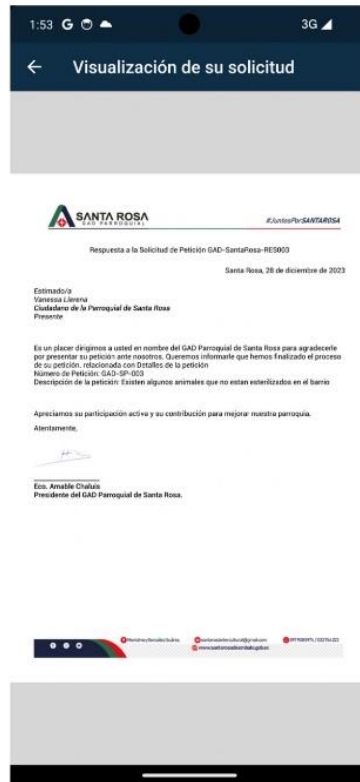 1:53 G 3G
← Visualización de su solicitud
SANTA ROSA
GAD PARROQUIAL
#JuntosPorSANTAROSA
Respuesta a la Solicitud de Petición GAD-SantaRosa-RES003
Santa Rosa, 28 de diciembre de 2023
Estimado/a
Vanessa Llerena
Ciudadano de la Parroquial de Santa Rosa
Presente
Es un placer dirigirnos a usted en nombre del GAD Parroquial de Santa Rosa para agradecerle
por presentar su petición ante nosotros. Queremos informarle que hemos finalizado el proceso
de su petición, relacionada con Detalles de la petición
Número de Petición: GAD-SP-003
Descripción de la petición: Existen algunos animales que no estan esterilizados en el barrio
Apreciamos su participación activa y su contribución para mejorar nuestra parroquia.
Atentamente,
Eco. Amable Chaluis
Presidente del GAD Parroquial de Santa Rosa.